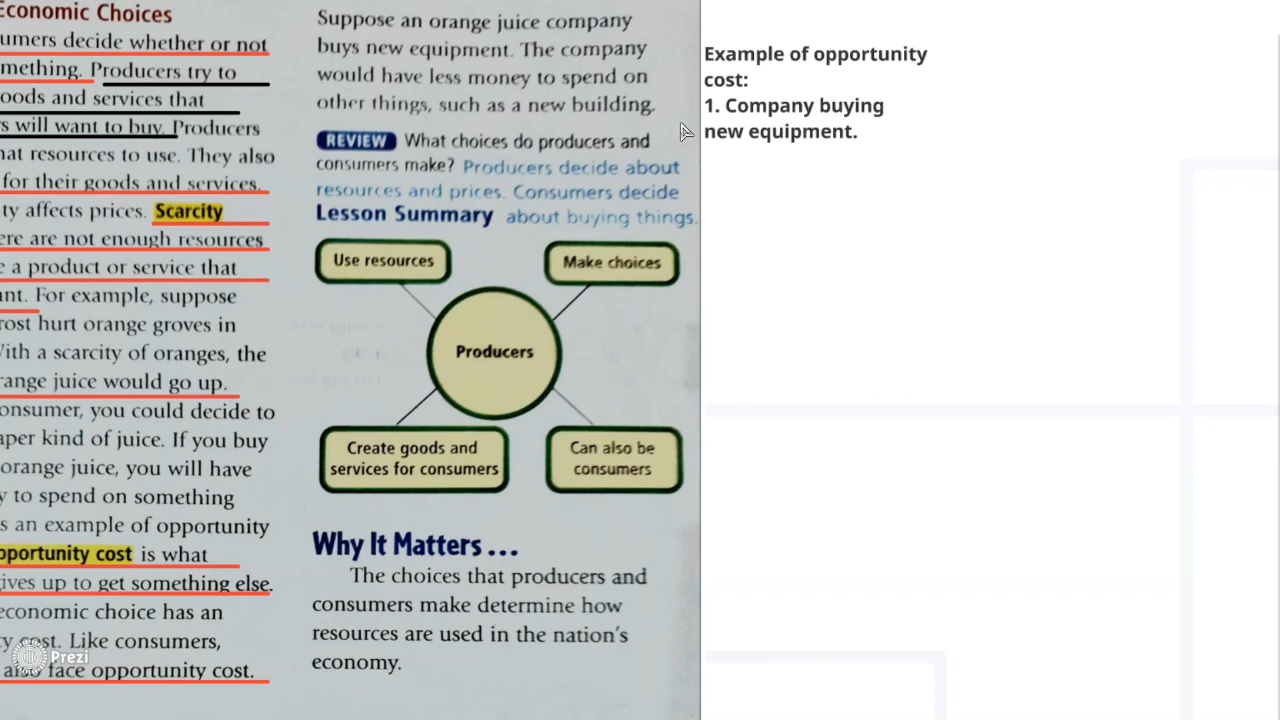 Economic Choices
umers decide whether or not
mething. Producers try to
oods and services that
s will want to buy. Producers
hat resources to use. They also
for their goods and services.
ty affects prices. Scarcity
ere are not enough resources
e a product or service that
nt. For example, suppose
rost hurt orange groves in
With a scarcity of oranges, the
range juice would go up.
onsumer, you could decide to
aper kind of juice. If you buy
orange juice, you will have
y to spend on something
s an example of opportunity
pportunity cost is what
gives up to get something else.
economic choice has an
y cost. Like consumers,
also face opportunity cost.
Prezi
Suppose an orange juice company
buys new equipment. The company
would have less money to spend on
other things, such as a new building.
REVIEW What choices do producers and
consumers make? Producers decide about
resources and prices. Consumers decide
about buying things.
Lesson Summary
Use resources
Make choices
Producers
Create goods and
services for consumers
Can also be
consumers
Why It Matters...
The choices that producers and
consumers make determine how
resources are used in the nation's
economy.
Example of opportunity
cost:
1. Company buying
new equipment.